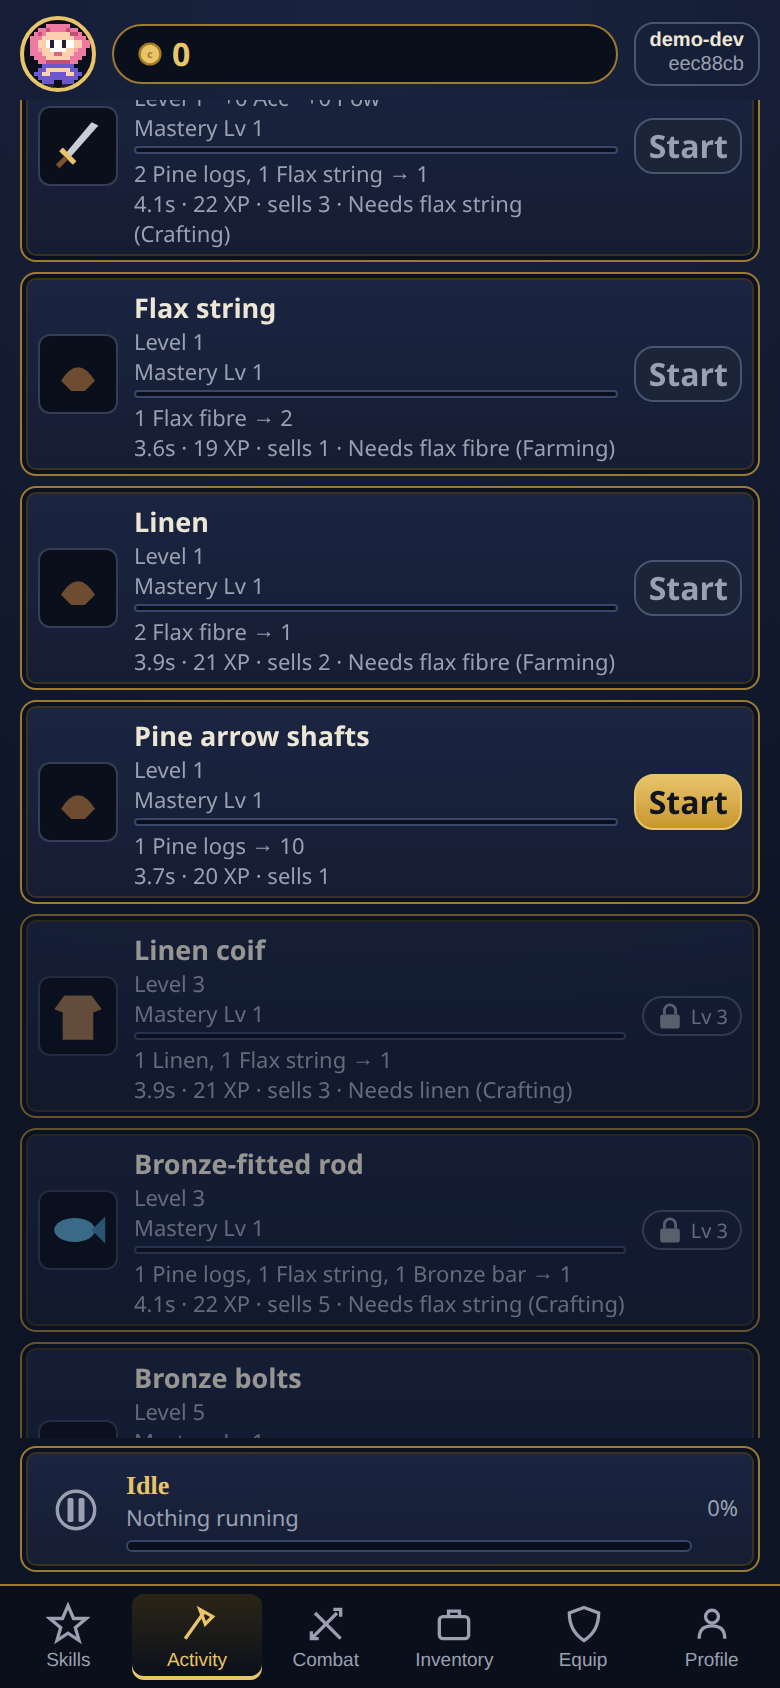 0
demo-dev
eec88cb
Level 1 +6 Acc +6 Pow
Mastery Lv 1
2 Pine logs, 1 Flax string → 1
4.1s · 22 XP · sells 3 · Needs flax string
(Crafting)
Start
Flax string
Level 1
Mastery Lv 1
1 Flax fibre → 2
3.6s · 19 XP · sells 1 · Needs flax fibre (Farming)
Start
Linen
Level 1
Mastery Lv 1
2 Flax fibre → 1
3.9s · 21 XP · sells 2 · Needs flax fibre (Farming)
Start
Pine arrow shafts
Level 1
Mastery Lv 1
1 Pine logs → 10
3.7s · 20 XP · sells 1
Start
Linen coif
Level 3
Mastery Lv 1
1 Linen, 1 Flax string → 1
3.9s · 21 XP · sells 3 · Needs linen (Crafting)
Lv 3
Bronze-fitted rod
Level 3
Mastery Lv 1
1 Pine logs, 1 Flax string, 1 Bronze bar → 1
4.1s · 22 XP · sells 5 · Needs flax string (Crafting)
Lv 3
Bronze bolts
Level 5
Idle
Nothing running
0%
Skills
Activity
Combat
Inventory
Equip
Profile